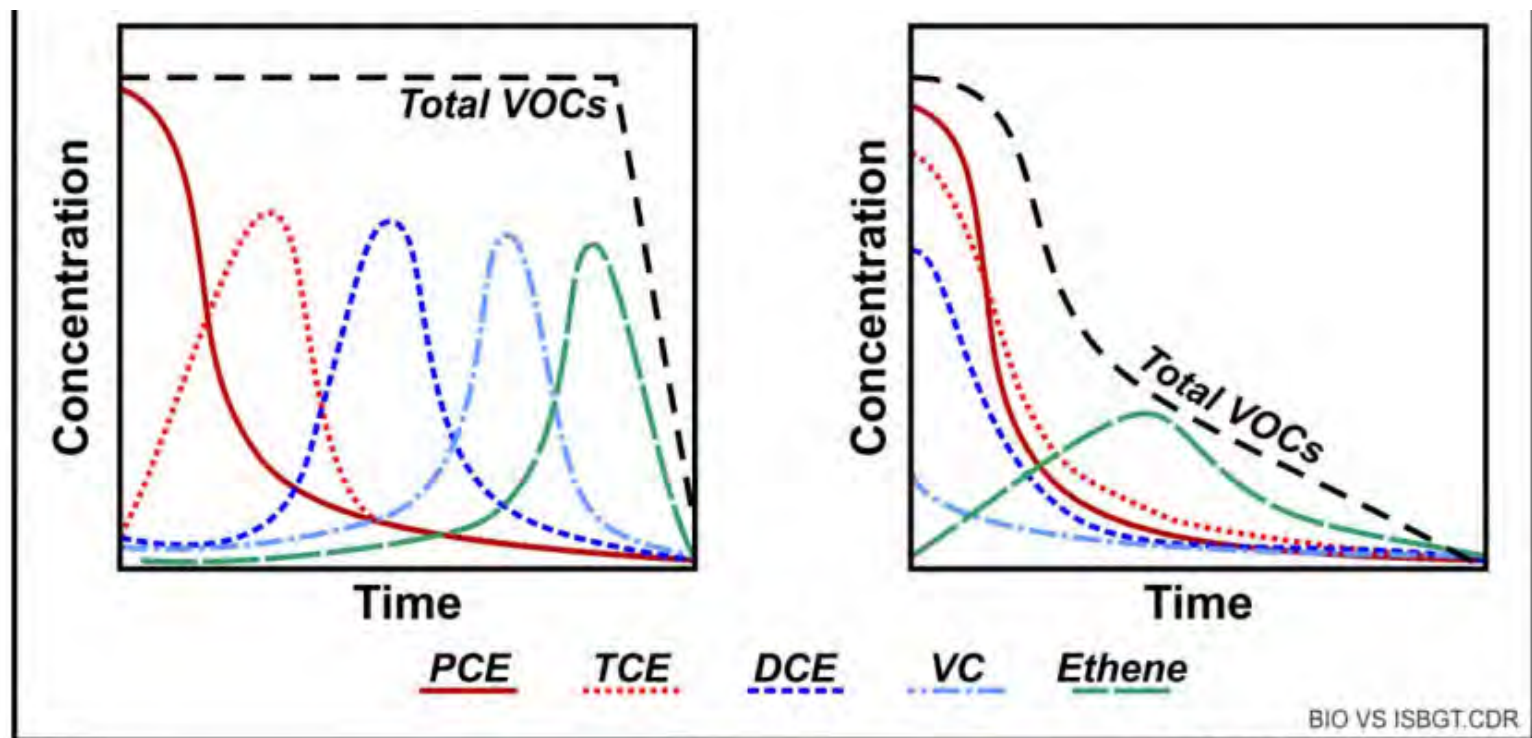 Concentration
Total VOCs
Time
Concentration
Total VOCs
Time
PCE TCE DCE VC Ethene
BIO VS ISBGT.CDR